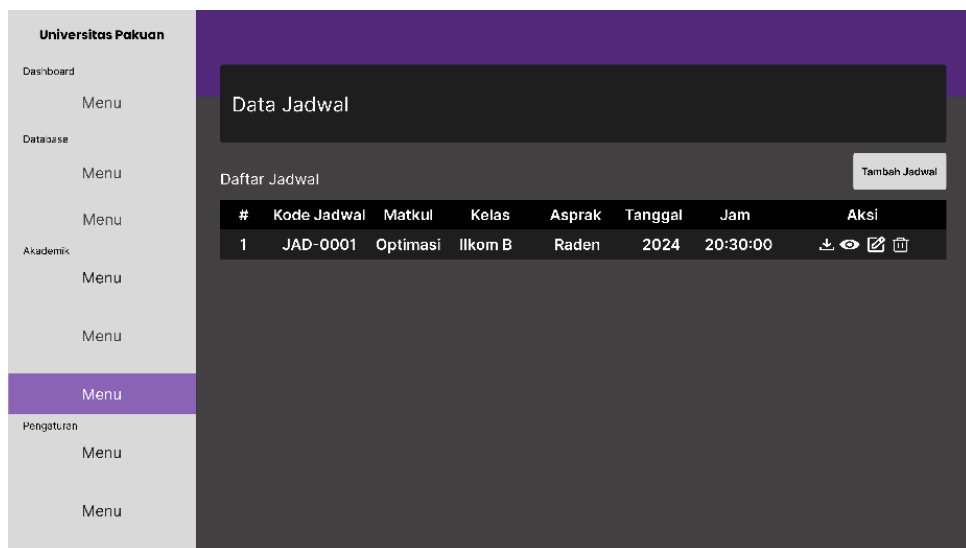 Universitas Pakuan
Dashboard
Menu
Database
Menu
Menu
Akademik
Menu
Menu
Menu
Pengaturan
Menu
Menu
Data Jadwal
Daftar Jadwal
Tambah Jadwal
# Kode Jadwal Matkul Kelas Asprak Tanggal Jam Aksi
1 JAD-0001 Optimasi Ilkom B Raden 2024 20:30:00